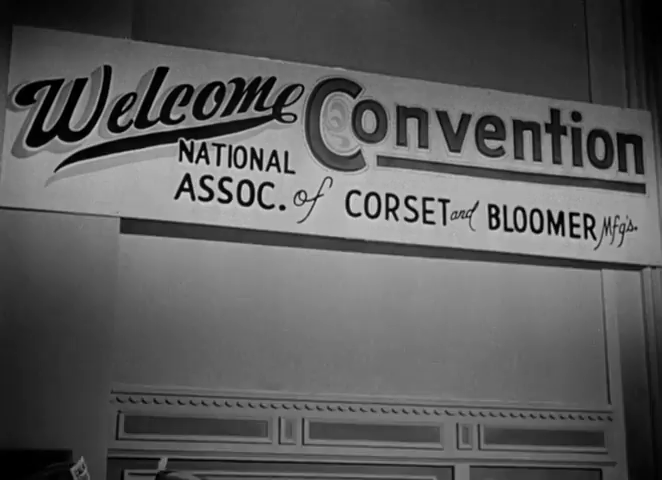 Welcome Convention
NATIONAL
ASSOC. of CORSET and BLOOMER Mfg's.